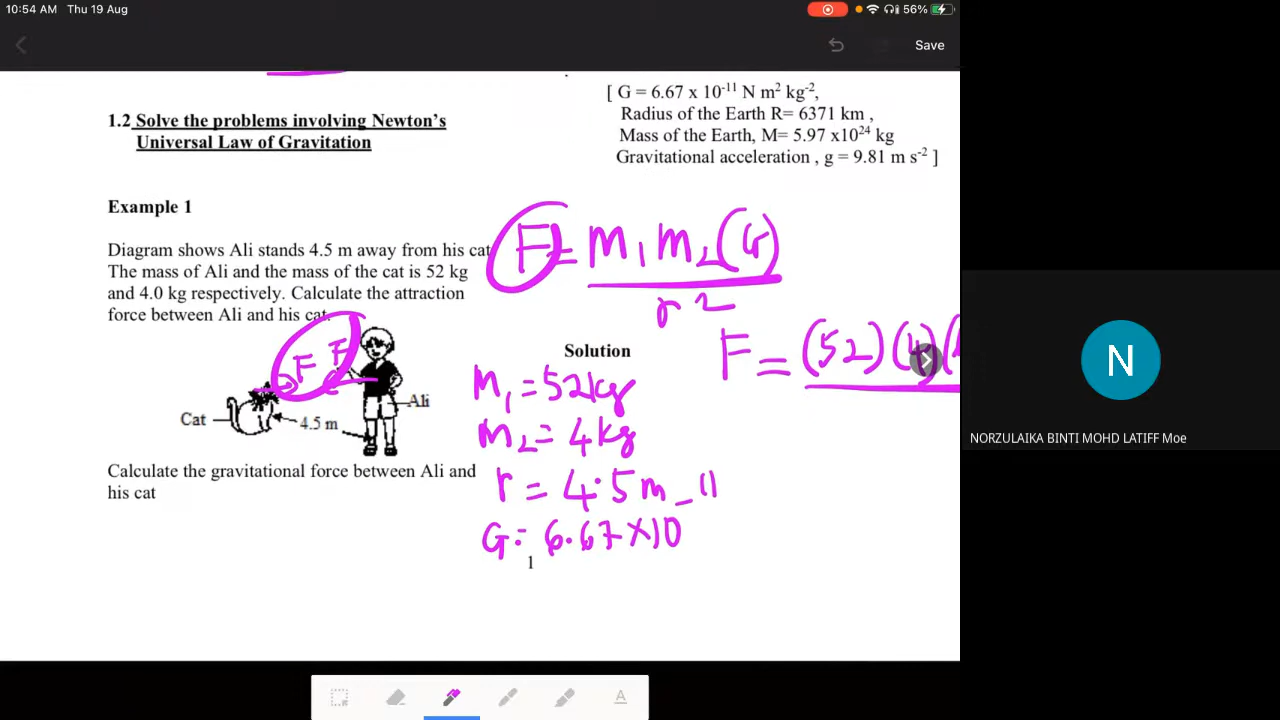 10:54 AM Thu 19 Aug
56%
Save
1.2 Solve the problems involving Newton's
Universal Law of Gravitation
[ G = 6.67 x 10⁻¹¹ N m² kg⁻²,
Radius of the Earth R= 6371 km ,
Mass of the Earth, M= 5.97 x10²⁴ kg
Gravitational acceleration , g = 9.81 m s⁻² ]
Example 1
Diagram shows Ali stands 4.5 m away from his cat
The mass of Ali and the mass of the cat is 52 kg
and 4.0 kg respectively. Calculate the attraction
force between Ali and his cat.
F F
Cat
4.5 m
Ali
Calculate the gravitational force between Ali and
his cat
F = m₁ m₂ (G)
r²
F = (52)(4)(
Solution
m₁ = 52kg
m₂ = 4kg
r = 4.5m
G = 6.67 × 10⁻¹¹
1
A
N
NORZULAIKA BINTI MOHD LATIFF Moe